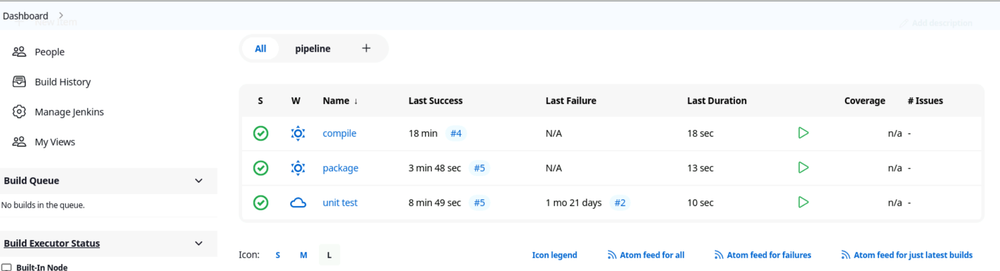 Dashboard
New Item
Add description
People
Build History
Manage Jenkins
My Views
Build Queue
No builds in the queue.
Build Executor Status
Built-In Node
All pipeline +
S W Name ↓ Last Success Last Failure Last Duration Coverage # Issues
compile 18 min #4 N/A 18 sec n/a -
package 3 min 48 sec #5 N/A 13 sec n/a -
unit test 8 min 49 sec #5 1 mo 21 days #2 10 sec n/a -
Icon: S M L Icon legend Atom feed for all Atom feed for failures Atom feed for just latest builds